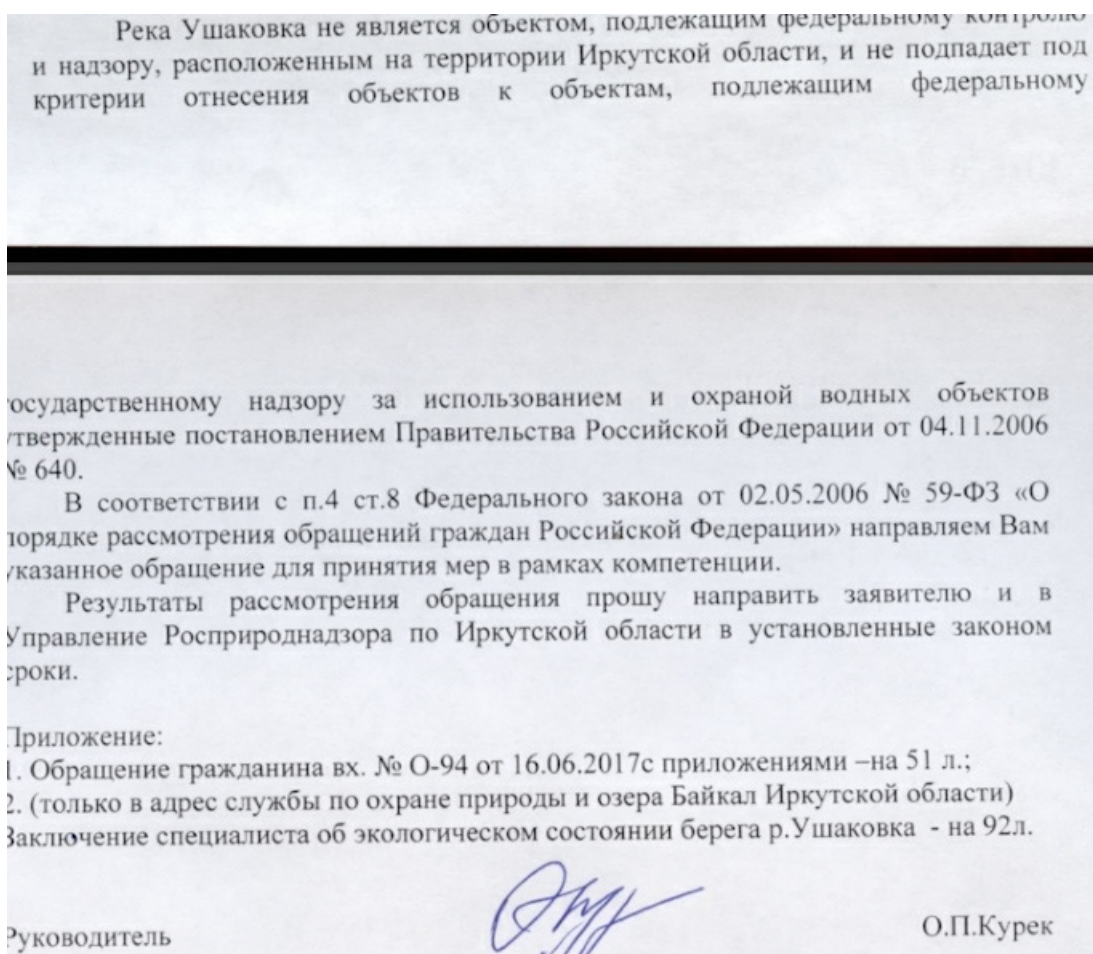 Река Ушаковка не является объектом, подлежащим федеральному контролю
и надзору, расположенным на территории Иркутской области, и не подпадает под
критерии отнесения объектов к объектам, подлежащим федеральному
государственному надзору за использованием и охраной водных объектов
утвержденные постановлением Правительства Российской Федерации от 04.11.2006
№ 640.
В соответствии с п.4 ст.8 Федерального закона от 02.05.2006 № 59-ФЗ «О
порядке рассмотрения обращений граждан Российской Федерации» направляем Вам
указанное обращение для принятия мер в рамках компетенции.
Результаты рассмотрения обращения прошу направить заявителю и в
Управление Росприроднадзора по Иркутской области в установленные законом
сроки.
Приложение:
1. Обращение гражданина вх. № О-94 от 16.06.2017с приложениями –на 51 л.;
2. (только в адрес службы по охране природы и озера Байкал Иркутской области)
Заключение специалиста об экологическом состоянии берега р.Ушаковка - на 92л.
Руководитель О.П.Курек